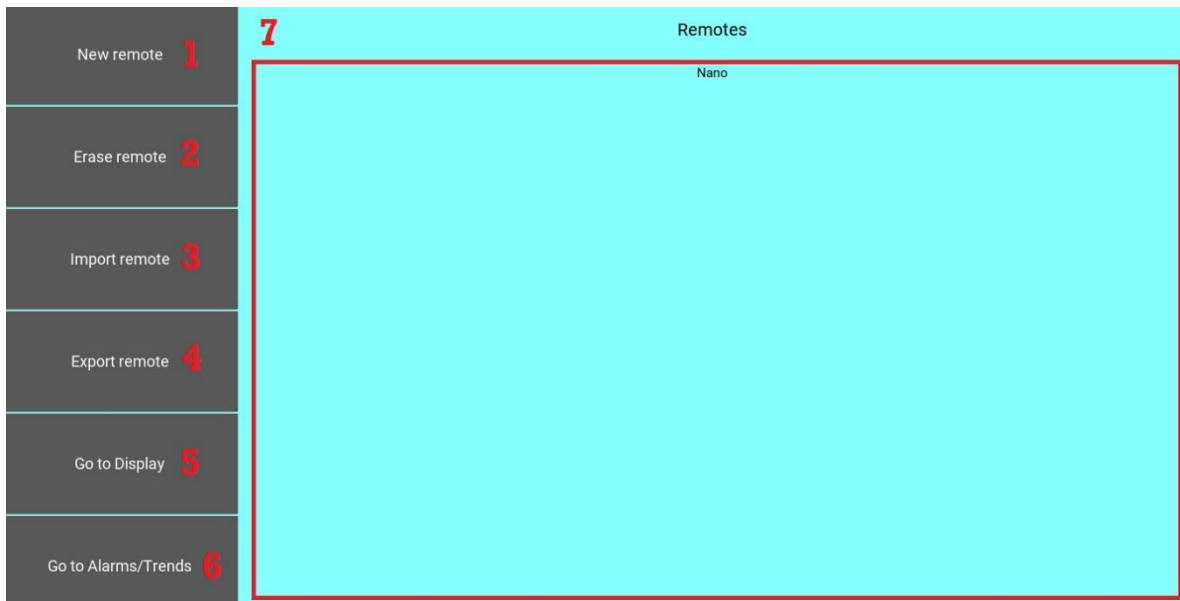 New remote 1
Erase remote 2
Import remote 3
Export remote 4
Go to Display 5
Go to Alarms/Trends 6
7 Remotes
Nano